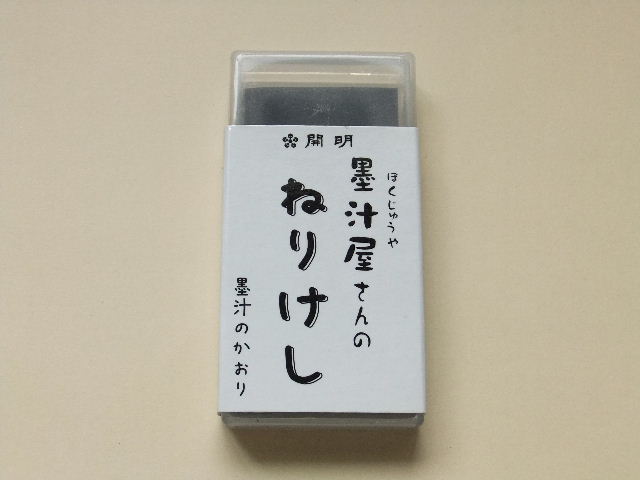 開明
ぼくじゅうや
墨汁屋さんの
ねりけし
墨汁のかおり